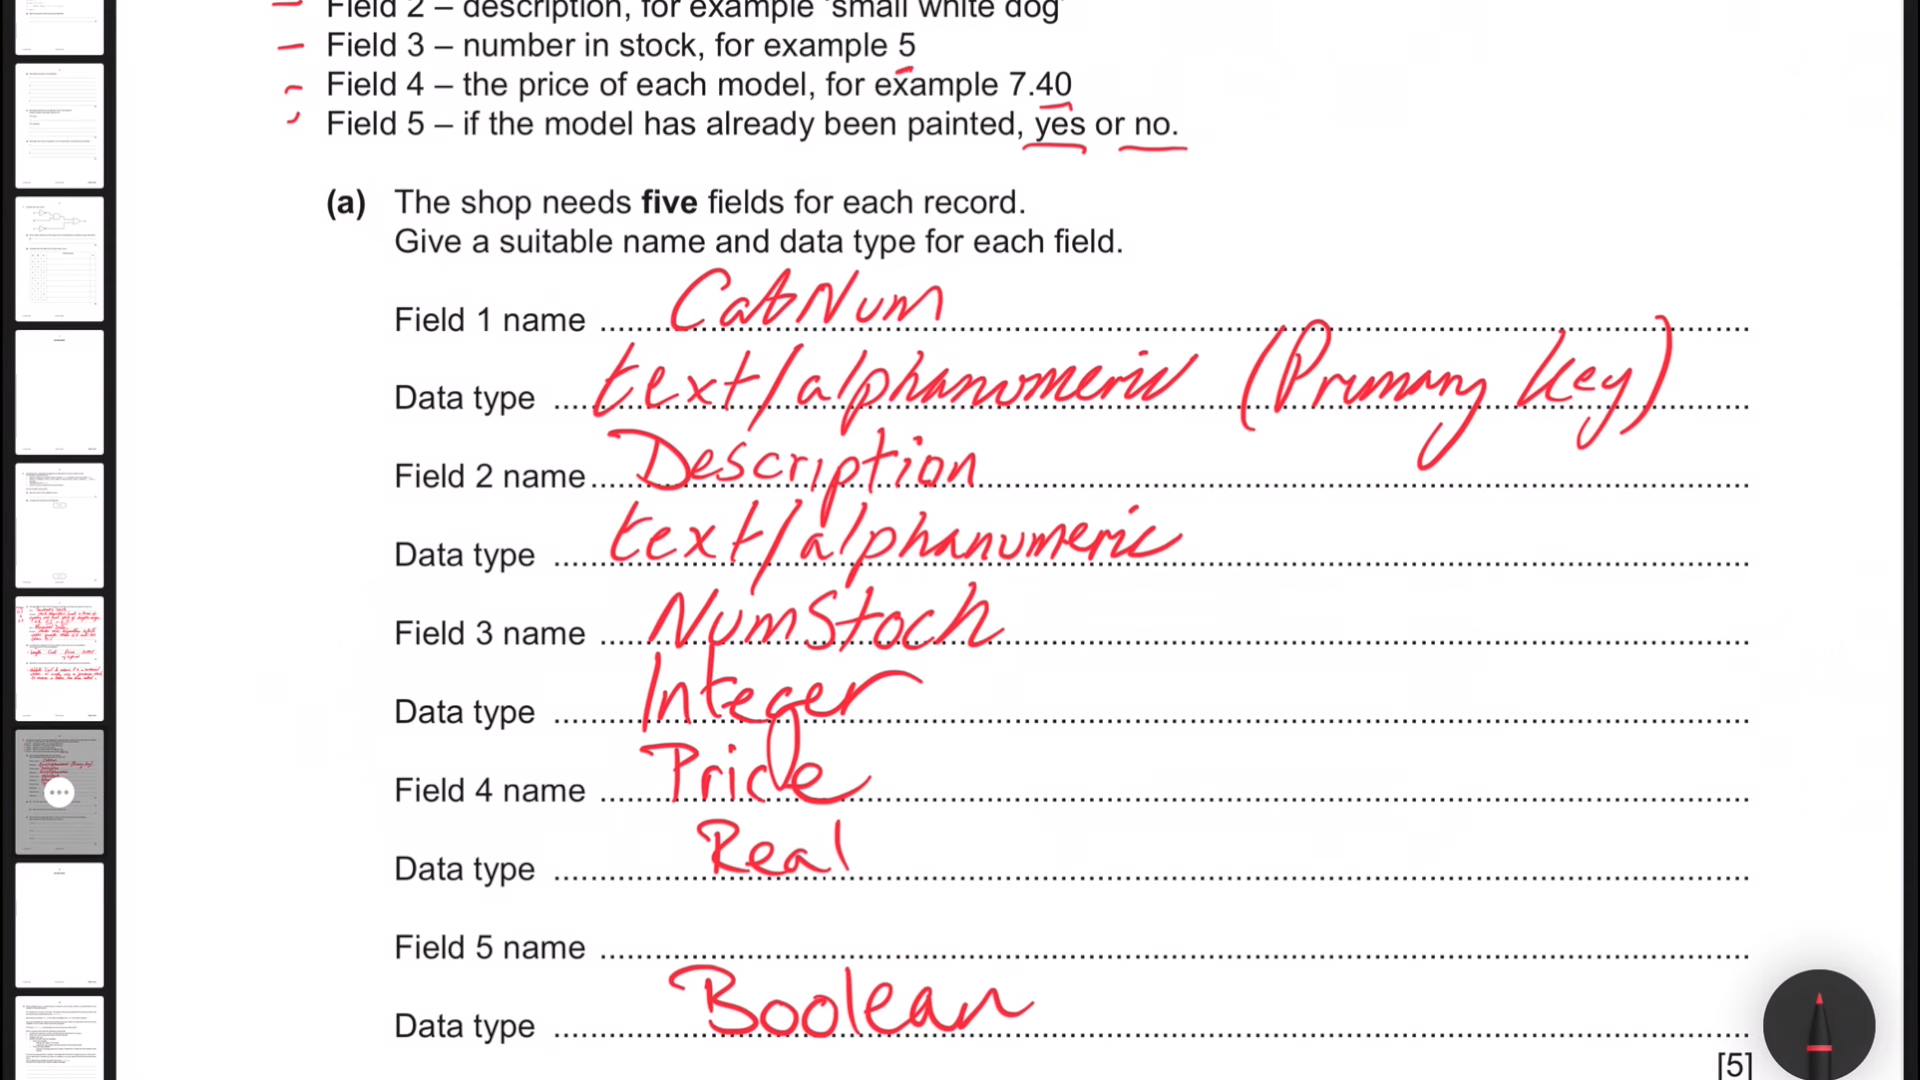 Field 2 – description, for example 'small white dog'
Field 3 – number in stock, for example 5
Field 4 – the price of each model, for example 7.40
Field 5 – if the model has already been painted, yes or no.
(a) The shop needs five fields for each record.
Give a suitable name and data type for each field.
Field 1 name CatNum
Data type text/alphanumeric (Primary Key)
Field 2 name Description
Data type text/alphanumeric
Field 3 name NumStock
Data type Integer
Field 4 name Price
Data type Real
Field 5 name
Data type Boolean
[5]